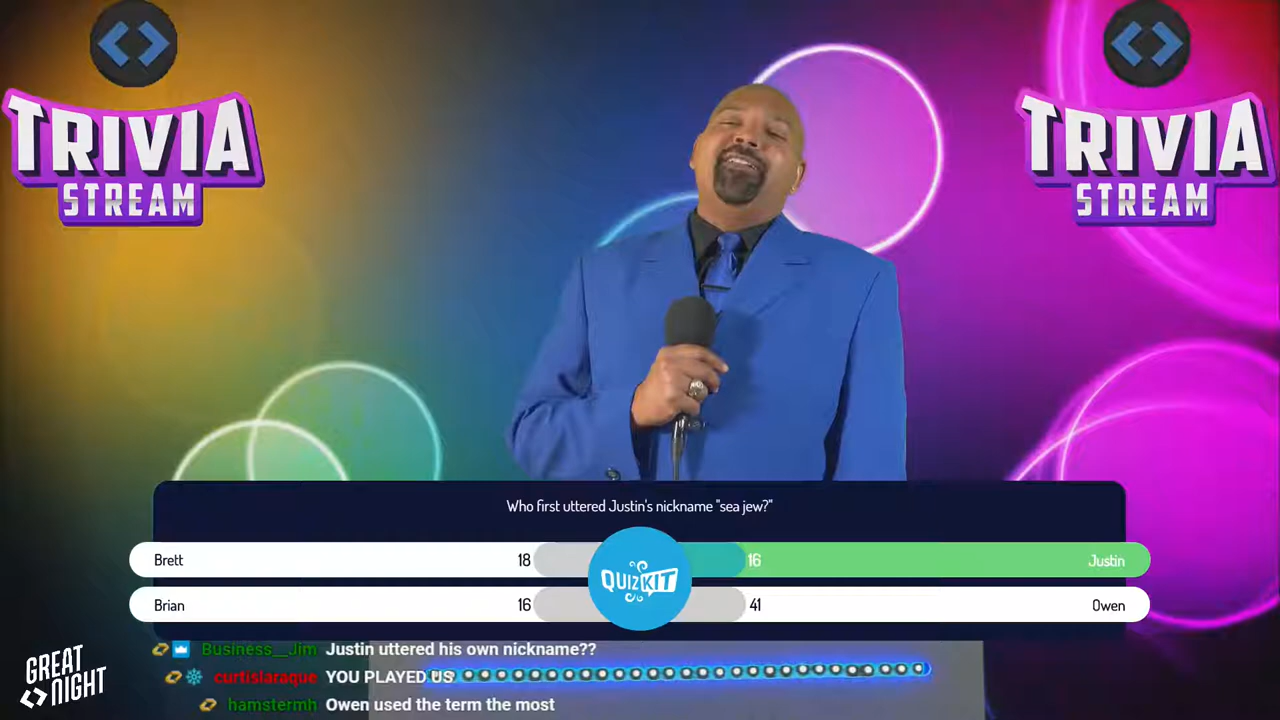 TRIVIA
STREAM
TRIVIA
STREAM
Who first uttered Justin's nickname "sea jew?"
Brett 18
16 Justin
QUIZKIT
Brian 16
41 Owen
Business__Jim Justin uttered his own nickname??
curtislaraque YOU PLAYED US
hamstermh Owen used the term the most
GREAT
NIGHT